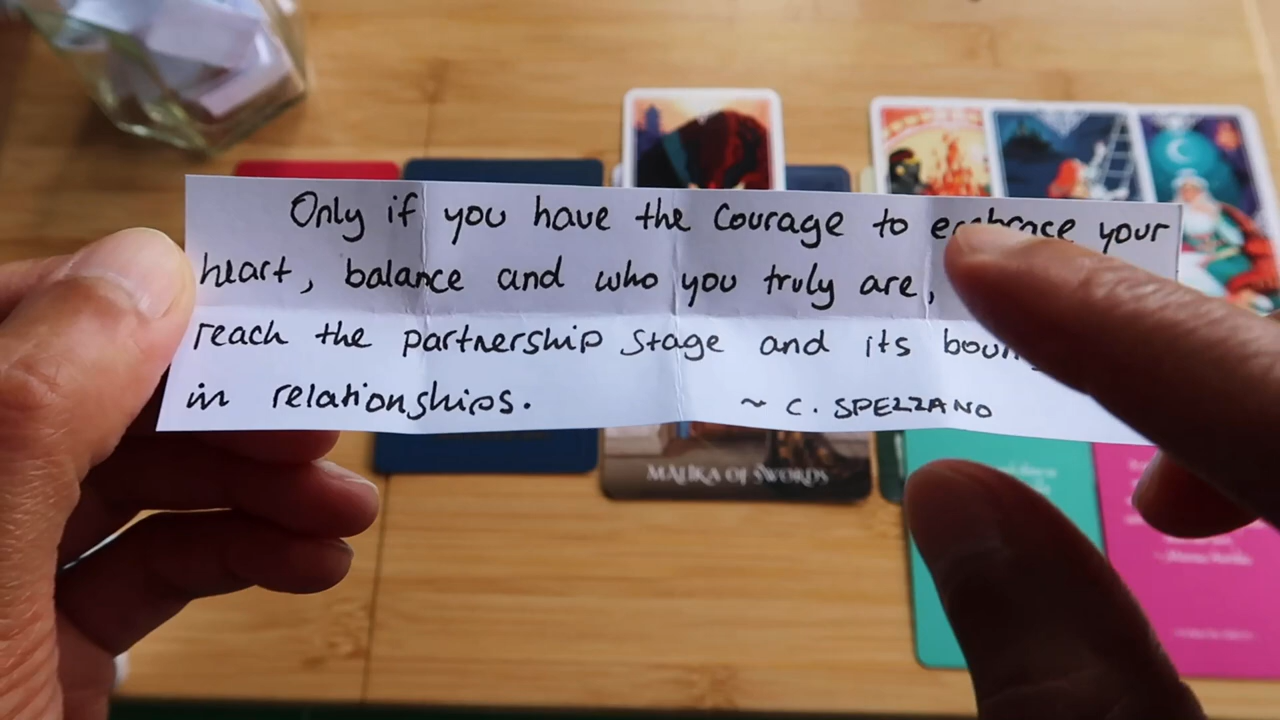 Only if you have the Courage to embrace your
heart, balance and who you truly are,
reach the partnership Stage and its
in relationships.
~ C. SPEZZANO
MALIKA OF SWORDS